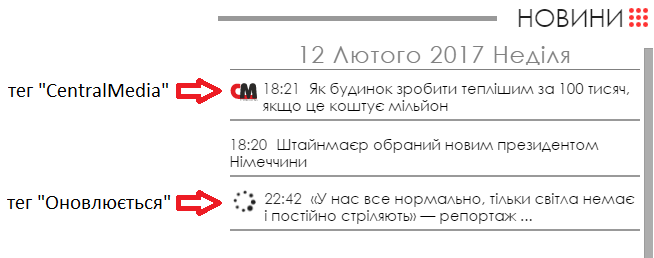 НОВИНИ
12 Лютого 2017 Неділя
тег "CentralMedia"
СМ 18:21 Як будинок зробити теплішим за 100 тисяч,
якщо це коштує мільйон
18:20 Штайнмаєр обраний новим президентом
Німеччини
тег "Оновлюється"
22:42 «У нас все нормально, тільки світла немає
і постійно стріляють» — репортаж ...